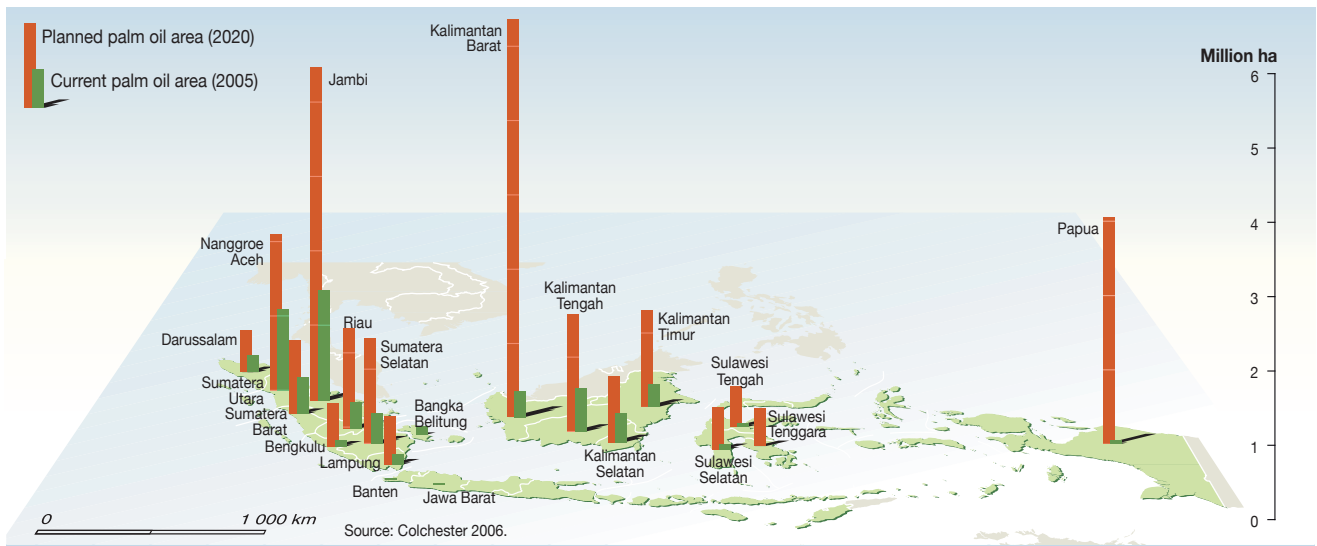 Planned palm oil area (2020)
Current palm oil area (2005)
Kalimantan
Barat
Jambi
Million ha
6
5
4
3
2
1
0
Papua
Nanggroe
Aceh
Kalimantan
Tengah
Riau
Kalimantan
Timur
Darussalam
Sumatera
Selatan
Sulawesi
Tengah
Sumatera
Utara
Sumatera
Barat
Bangka
Belitung
Sulawesi
Tenggara
Bengkulu
Lampung
Kalimantan
Selatan
Sulawesi
Selatan
Banten
Jawa Barat
0
1 000 km
Source: Colchester 2006.